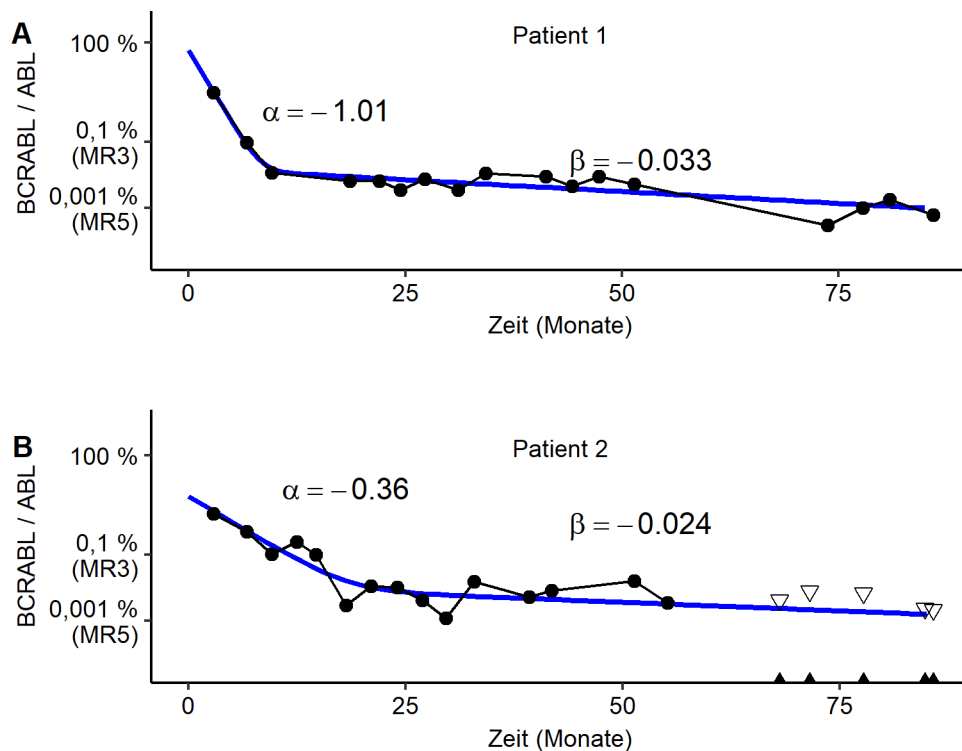 A
Patient 1
BCRABL / ABL
100 %
0,1 %
(MR3)
0,001 %
(MR5)
α = −1.01
β = −0.033
0
25
50
75
Zeit (Monate)
B
Patient 2
BCRABL / ABL
100 %
0,1 %
(MR3)
0,001 %
(MR5)
α = −0.36
β = −0.024
0
25
50
75
Zeit (Monate)